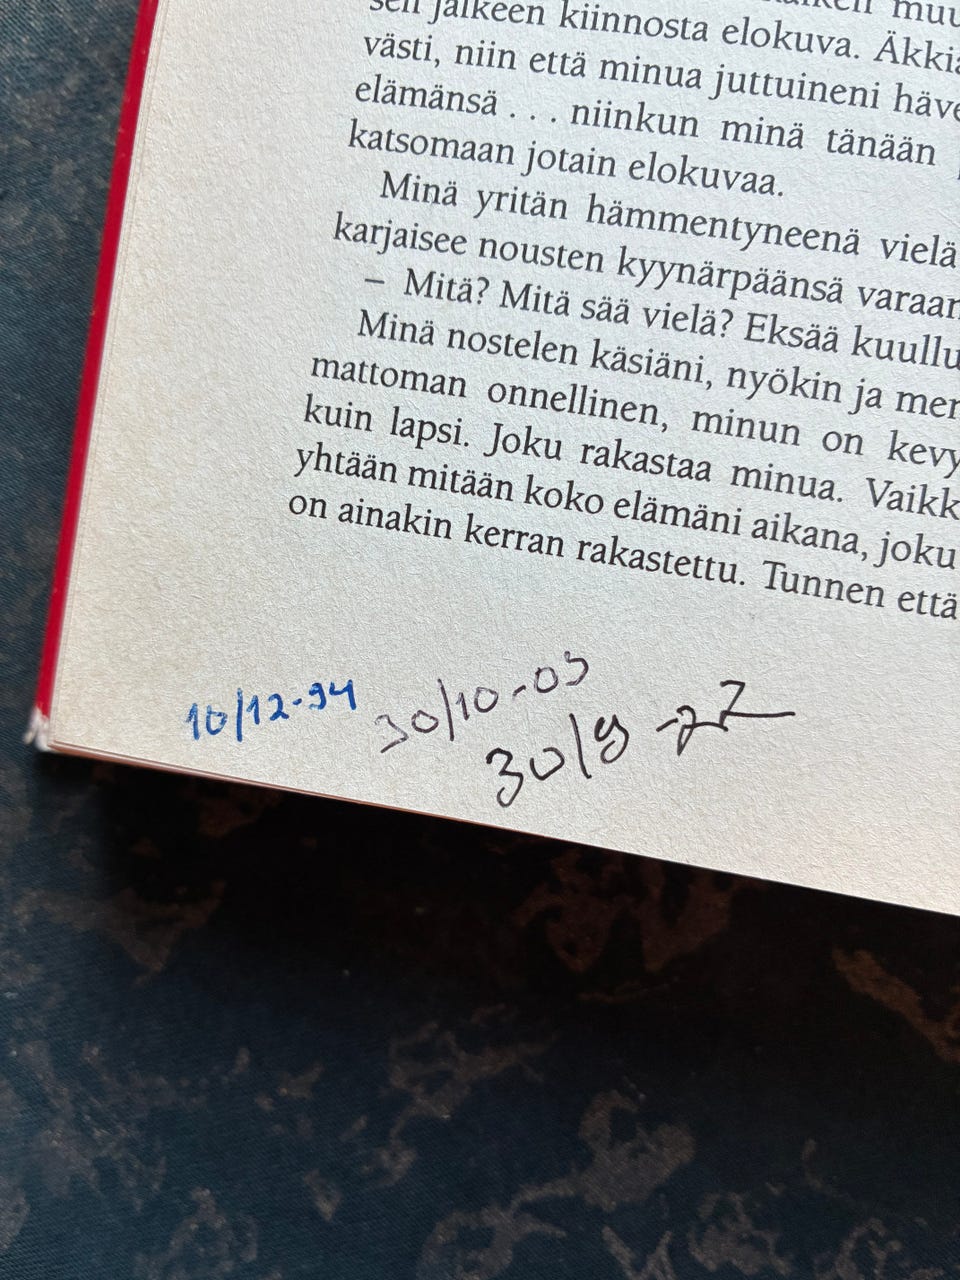 sen jälkeen kiinnosta elokuva. Äkkiä
västi, niin että minua juttuineni häve
elämänsä . . . niinkun minä tänään
katsomaan jotain elokuvaa.
Minä yritän hämmentyneenä vielä
karjaisee nousten kyynärpäänsä varaan
– Mitä? Mitä sää vielä? Eksää kuullu
Minä nostelen käsiäni, nyökin ja men
mattoman onnellinen, minun on kevy
kuin lapsi. Joku rakastaa minua. Vaikk
yhtään mitään koko elämäni aikana, joku
on ainakin kerran rakastettu. Tunnen että
10/12-94 30/10-03
30/9-22